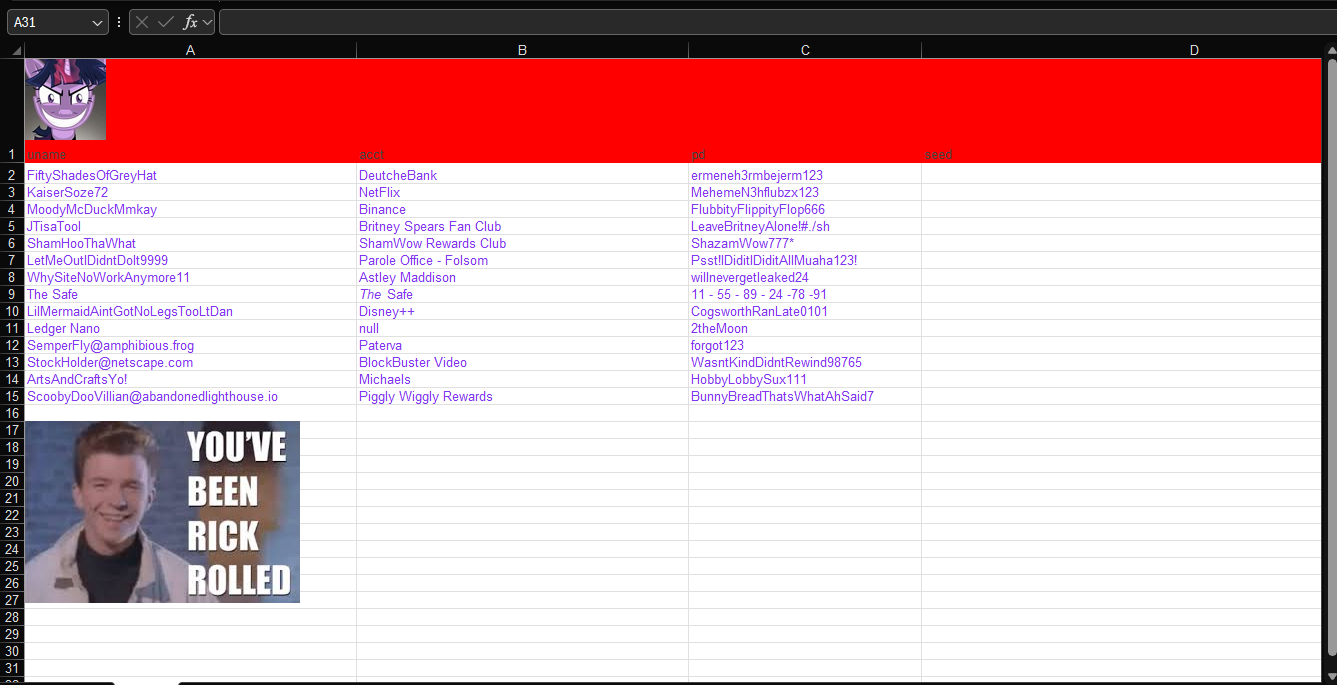 A31
fx
A B C D
1 uname acct pd seed
2 FiftyShadesOfGreyHat DeutcheBank ermeneh3rmbejerm123
3 KaiserSoze72 NetFlix MehemeN3hflubzx123
4 MoodyMcDuckMmkay Binance FlubbityFlippityFlop666
5 JTisaTool Britney Spears Fan Club LeaveBritneyAlone!#./sh
6 ShamHooThaWhat ShamWow Rewards Club ShazamWow777*
7 LetMeOutIDidntDoIt9999 Parole Office - Folsom Psst!IDiditIDiditAllMuaha123!
8 WhySiteNoWorkAnymore11 Astley Maddison willnevergetleaked24
9 The Safe The Safe 11 - 55 - 89 - 24 -78 -91
10 LilMermaidAintGotNoLegsTooLtDan Disney++ CogsworthRanLate0101
11 Ledger Nano null 2theMoon
12 SemperFly@amphibious.frog Paterva forgot123
13 StockHolder@netscape.com BlockBuster Video WasntKindDidntRewind98765
14 ArtsAndCraftsYo! Michaels HobbyLobbySux111
15 ScoobyDooVillian@abandonedlighthouse.io Piggly Wiggly Rewards BunnyBreadThatsWhatAhSaid7
16
17
18 YOU'VE
19
20
21 BEEN
22
23
24 RICK
25
26 ROLLED
27
28
29
30
31